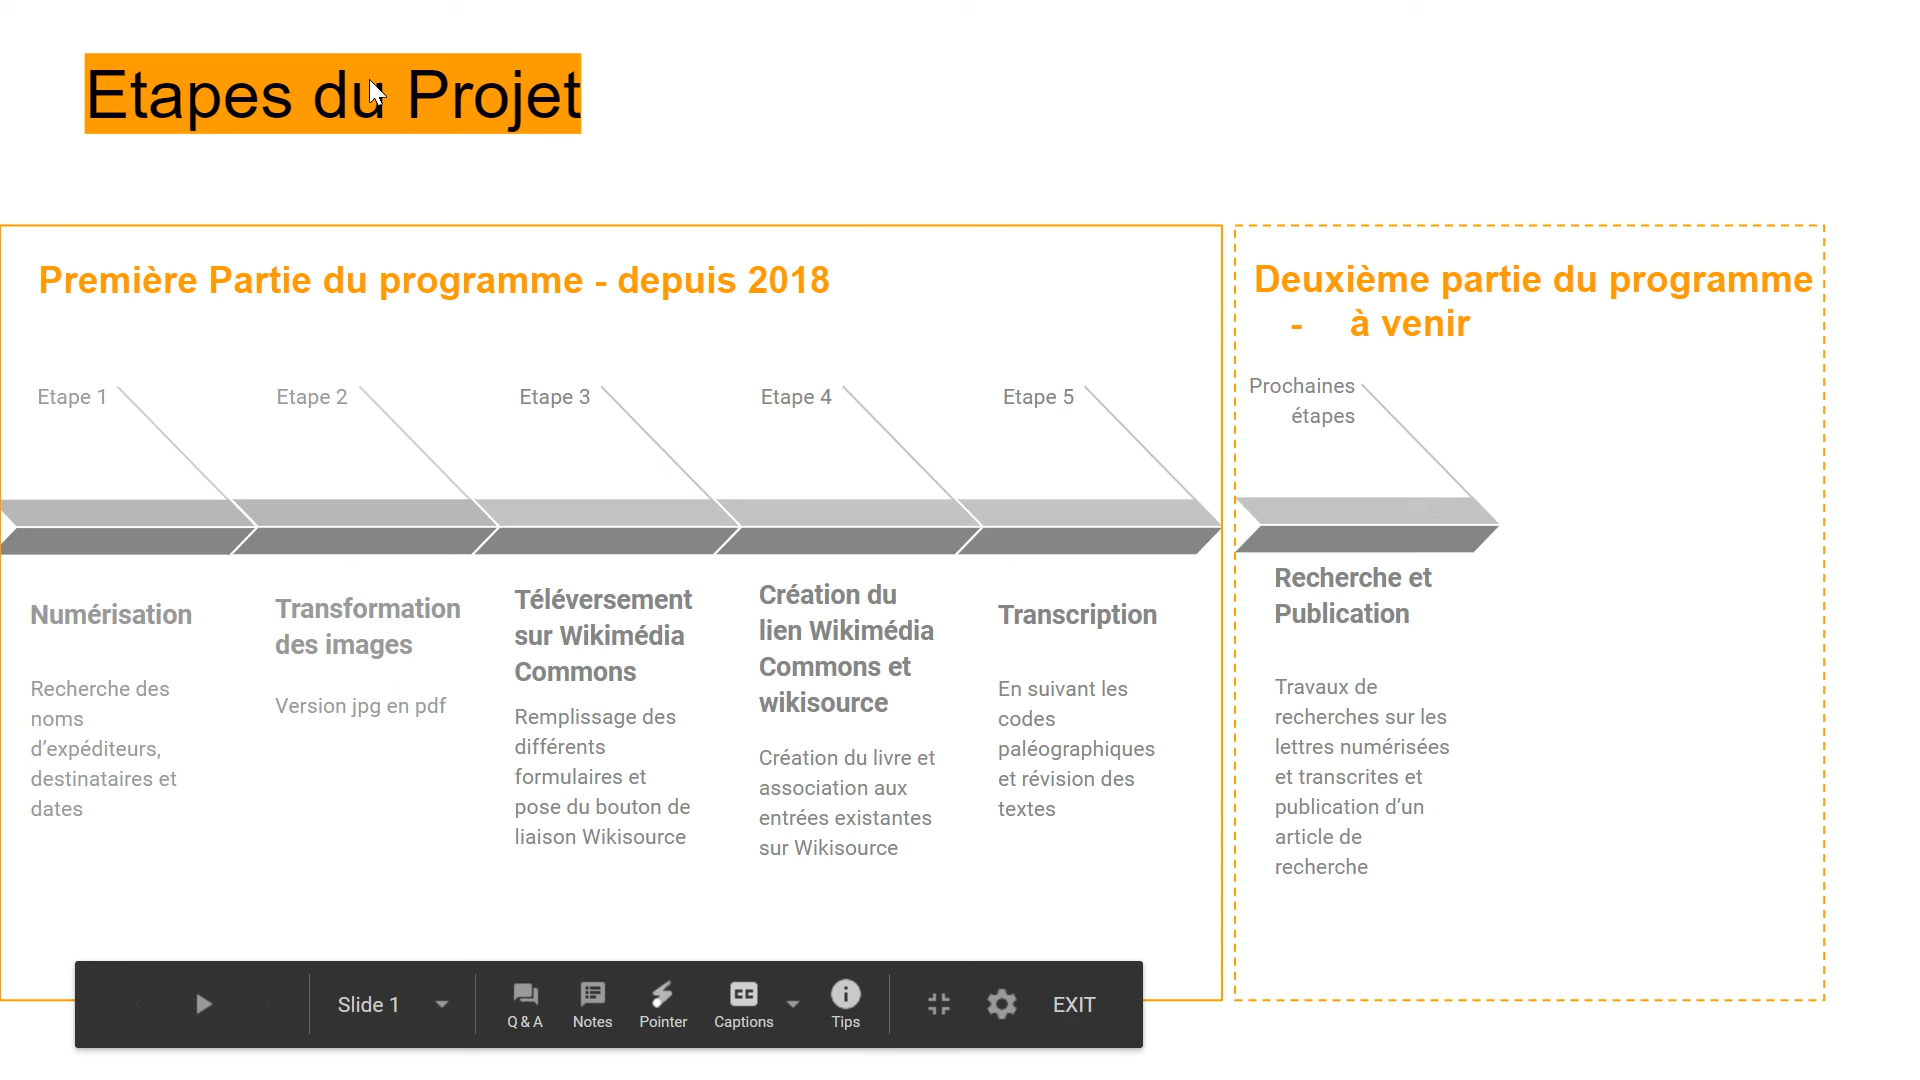 Etapes du Projet
Première Partie du programme - depuis 2018
Etape 1
Etape 2
Etape 3
Etape 4
Etape 5
Numérisation
Recherche des
noms
d’expéditeurs,
destinataires et
dates
Transformation
des images
Version jpg en pdf
Téléversement
sur Wikimédia
Commons
Remplissage des
différents
formulaires et
pose du bouton de
liaison Wikisource
Création du
lien Wikimédia
Commons et
wikisource
Création du livre et
association aux
entrées existantes
sur Wikisource
Transcription
En suivant les
codes
paléographiques
et révision des
textes
Deuxième partie du programme
- à venir
Prochaines
étapes
Recherche et
Publication
Travaux de
recherches sur les
lettres numérisées
et transcrites et
publication d’un
article de
recherche
Slide 1
Q & A
Notes
Pointer
CC
Captions
Tips
EXIT